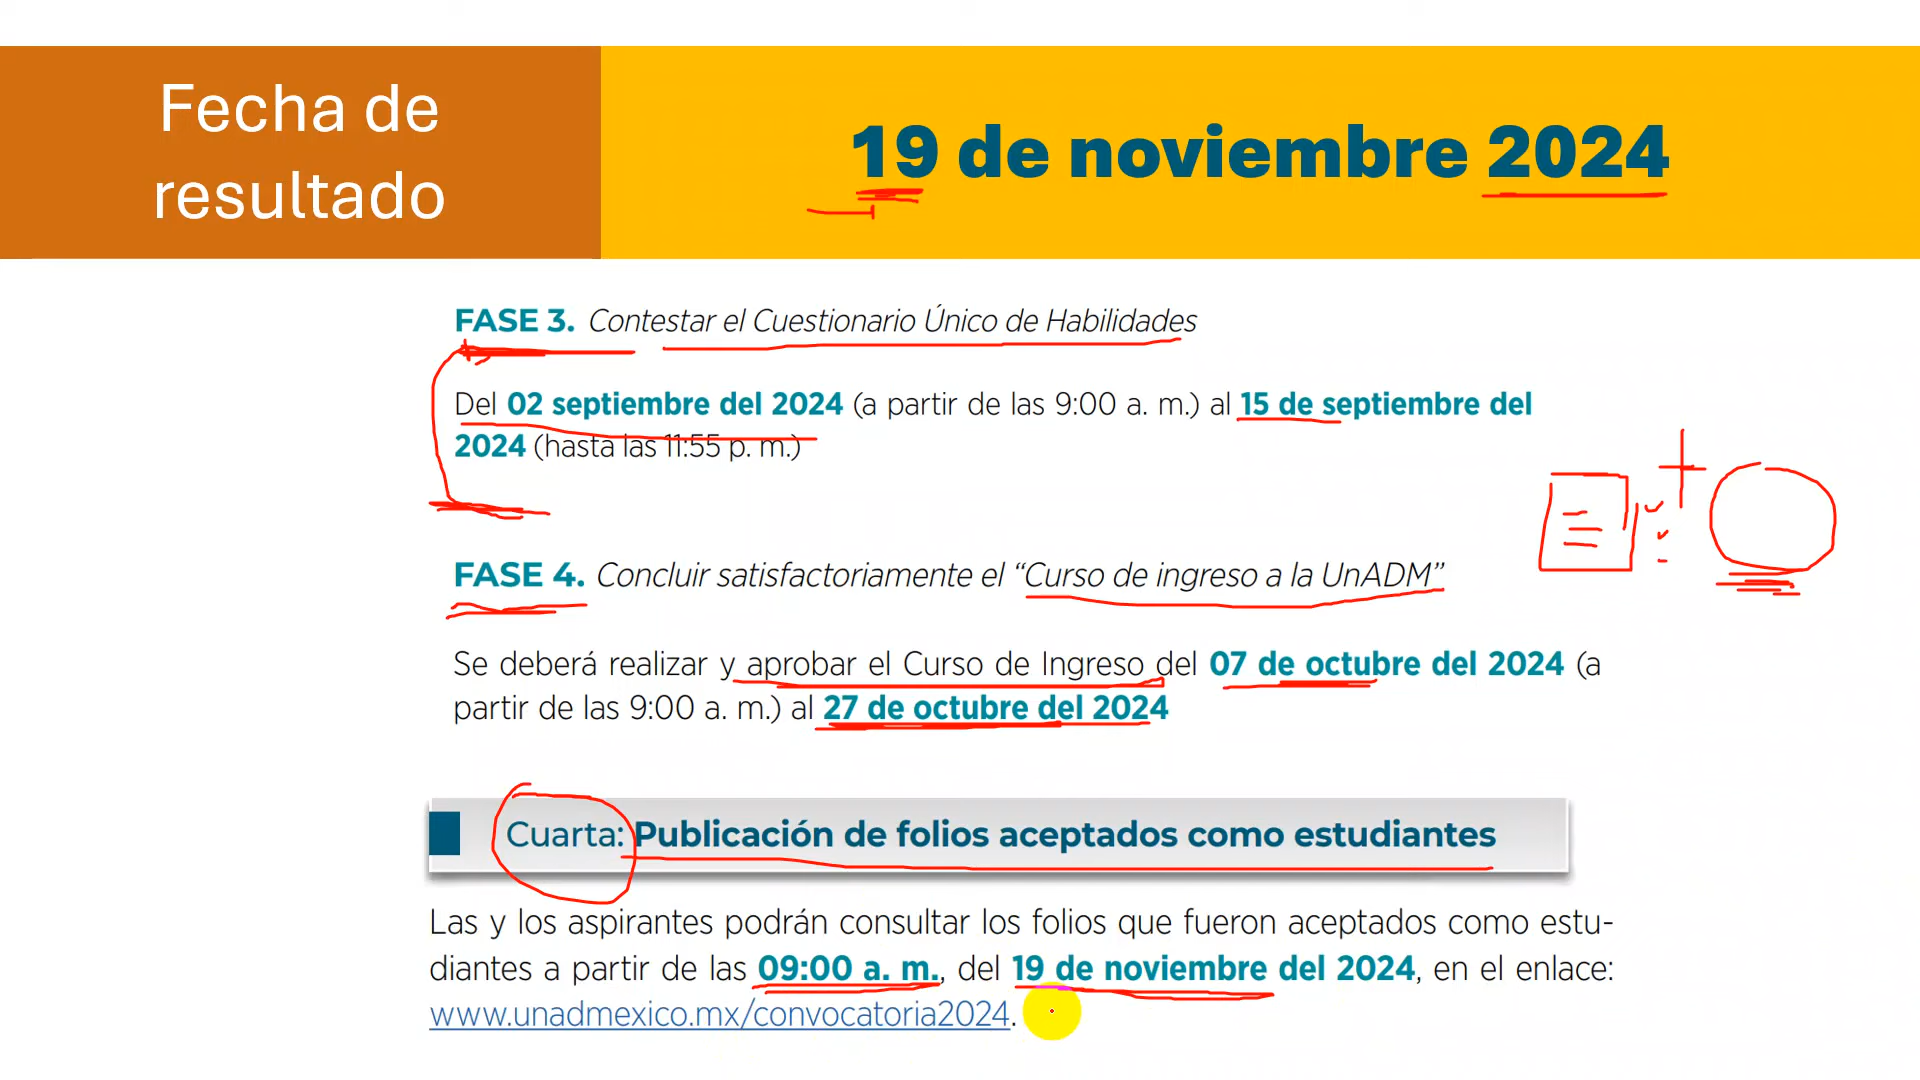 Fecha de
resultado
19 de noviembre 2024
FASE 3. Contestar el Cuestionario Único de Habilidades
Del 02 septiembre del 2024 (a partir de las 9:00 a. m.) al 15 de septiembre del
2024 (hasta las 11:55 p. m.)
FASE 4. Concluir satisfactoriamente el “Curso de ingreso a la UnADM”
Se deberá realizar y aprobar el Curso de Ingreso del 07 de octubre del 2024 (a
partir de las 9:00 a. m.) al 27 de octubre del 2024
Cuarta: Publicación de folios aceptados como estudiantes
Las y los aspirantes podrán consultar los folios que fueron aceptados como estu-
diantes a partir de las 09:00 a. m., del 19 de noviembre del 2024, en el enlace:
www.unadmexico.mx/convocatoria2024.